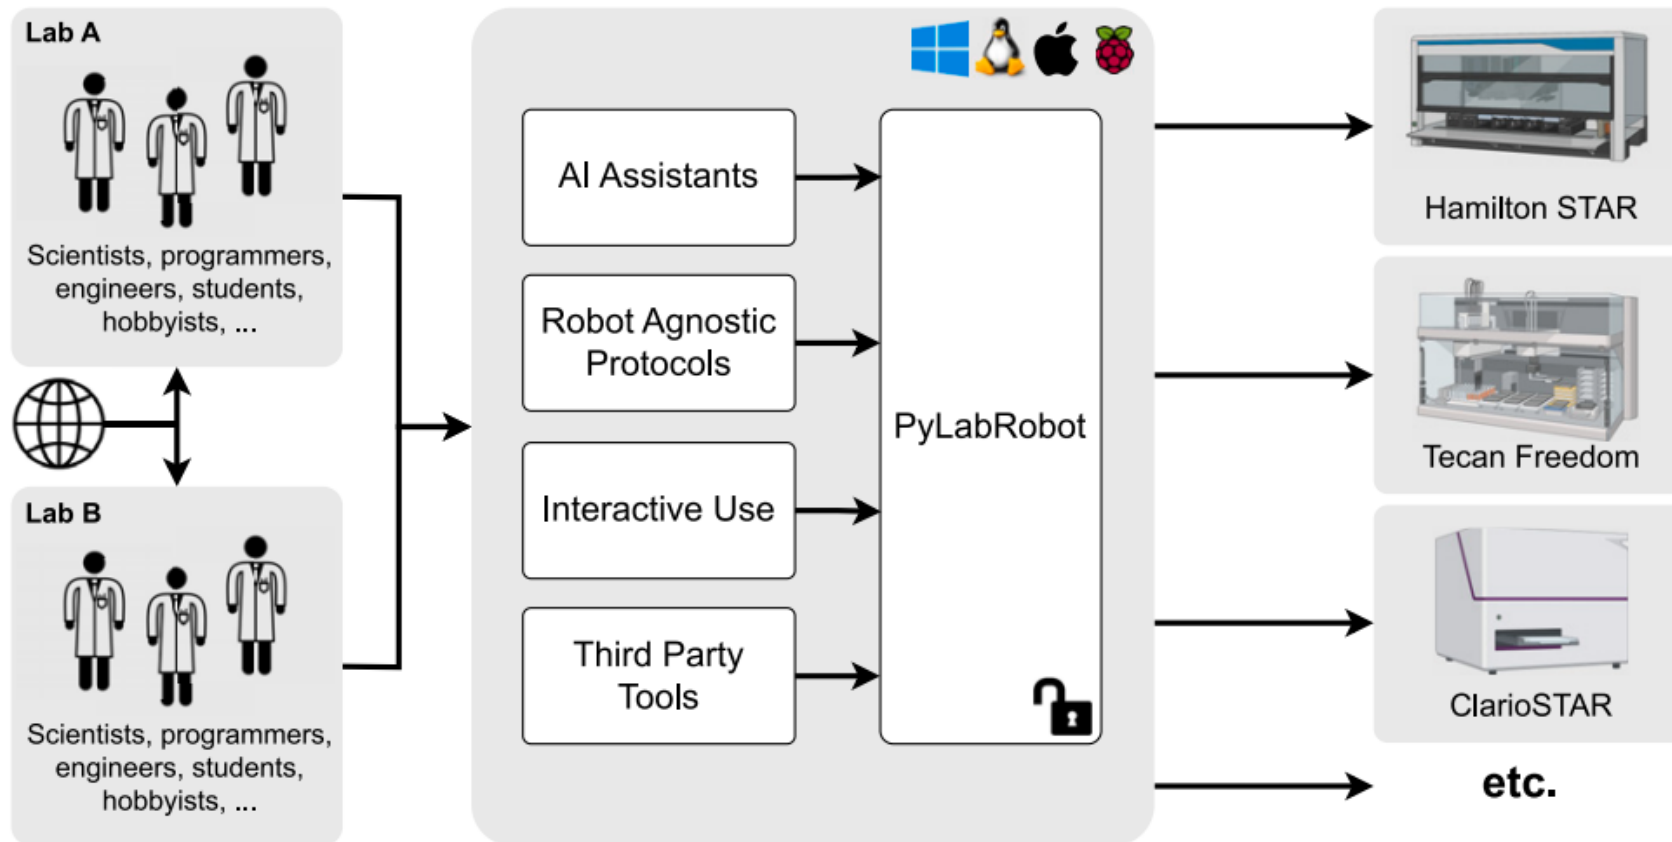 Lab A
Scientists, programmers,
engineers, students,
hobbyists, ...
Lab B
Scientists, programmers,
engineers, students,
hobbyists, ...
AI Assistants
Robot Agnostic
Protocols
Interactive Use
Third Party
Tools
PyLabRobot
Hamilton STAR
Tecan Freedom
ClarioSTAR
etc.